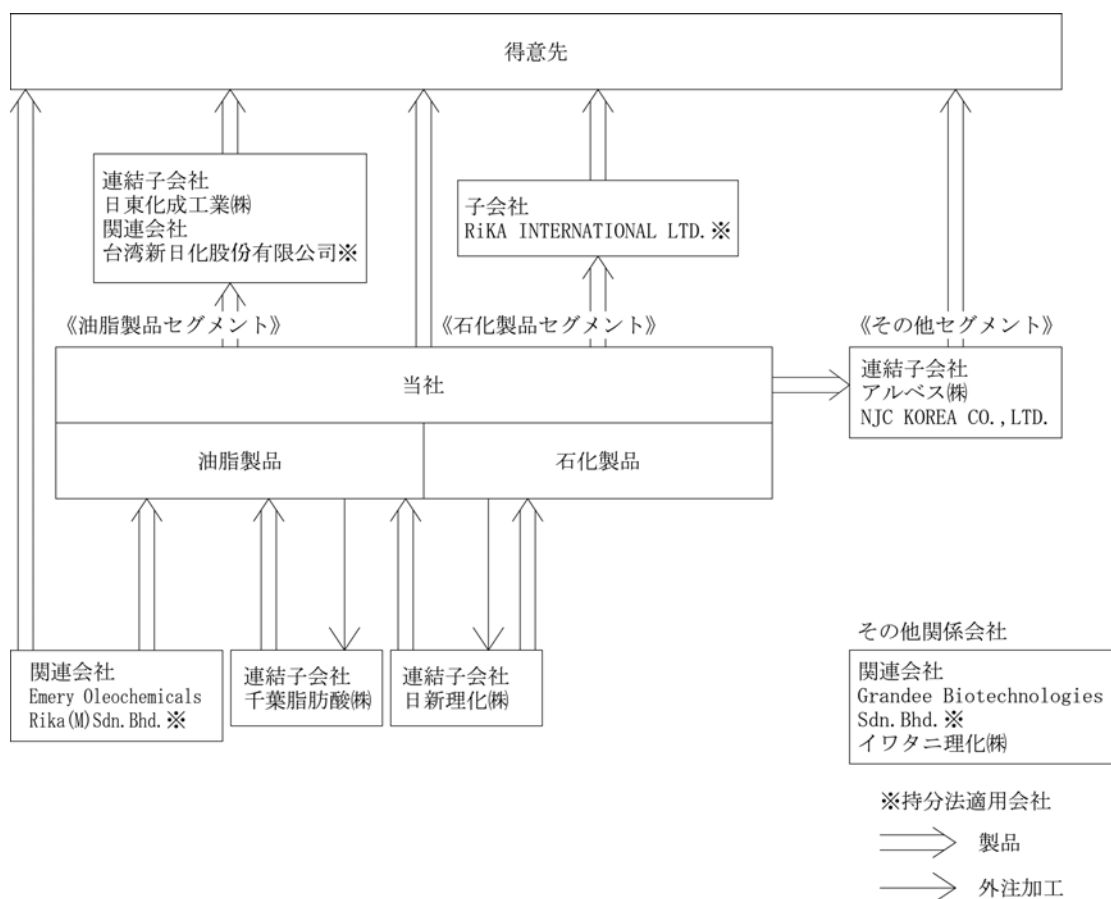 得意先
連結子会社
日東化成工業㈱
関連会社
台湾新日化股份有限公司※
子会社
RiKA INTERNATIONAL LTD.※
《油脂製品セグメント》
《石化製品セグメント》
《その他セグメント》
当社
油脂製品
石化製品
連結子会社
アルベス㈱
NJC KOREA CO.,LTD.
関連会社
Emery Oleochemicals
Rika(M)Sdn.Bhd.※
連結子会社
千葉脂肪酸㈱
連結子会社
日新理化㈱
その他関係会社
関連会社
Grandee Biotechnologies
Sdn.Bhd.※
イワタニ理化㈱
※持分法適用会社
製品
外注加工